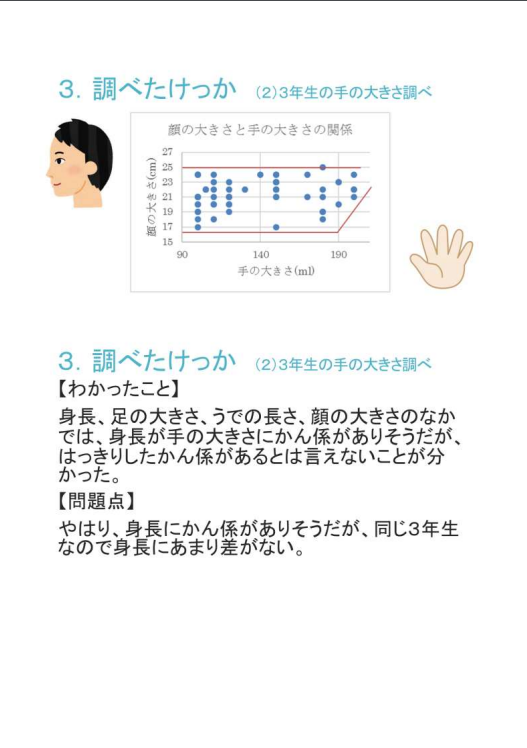 3．調べたけっか （2）3年生の手の大きさ調べ
顔の大きさと手の大きさの関係
顔の大きさ(cm)
27
25
23
21
19
17
15
90 140 190
手の大きさ(ml)
3．調べたけっか （2）3年生の手の大きさ調べ
【わかったこと】
身長、足の大きさ、うでの長さ、顔の大きさのなか
では、身長が手の大きさにかん係がありそうだが、
はっきりしたかん係があるとは言えないことが分
かった。
【問題点】
やはり、身長にかん係がありそうだが、同じ3年生
なので身長にあまり差がない。